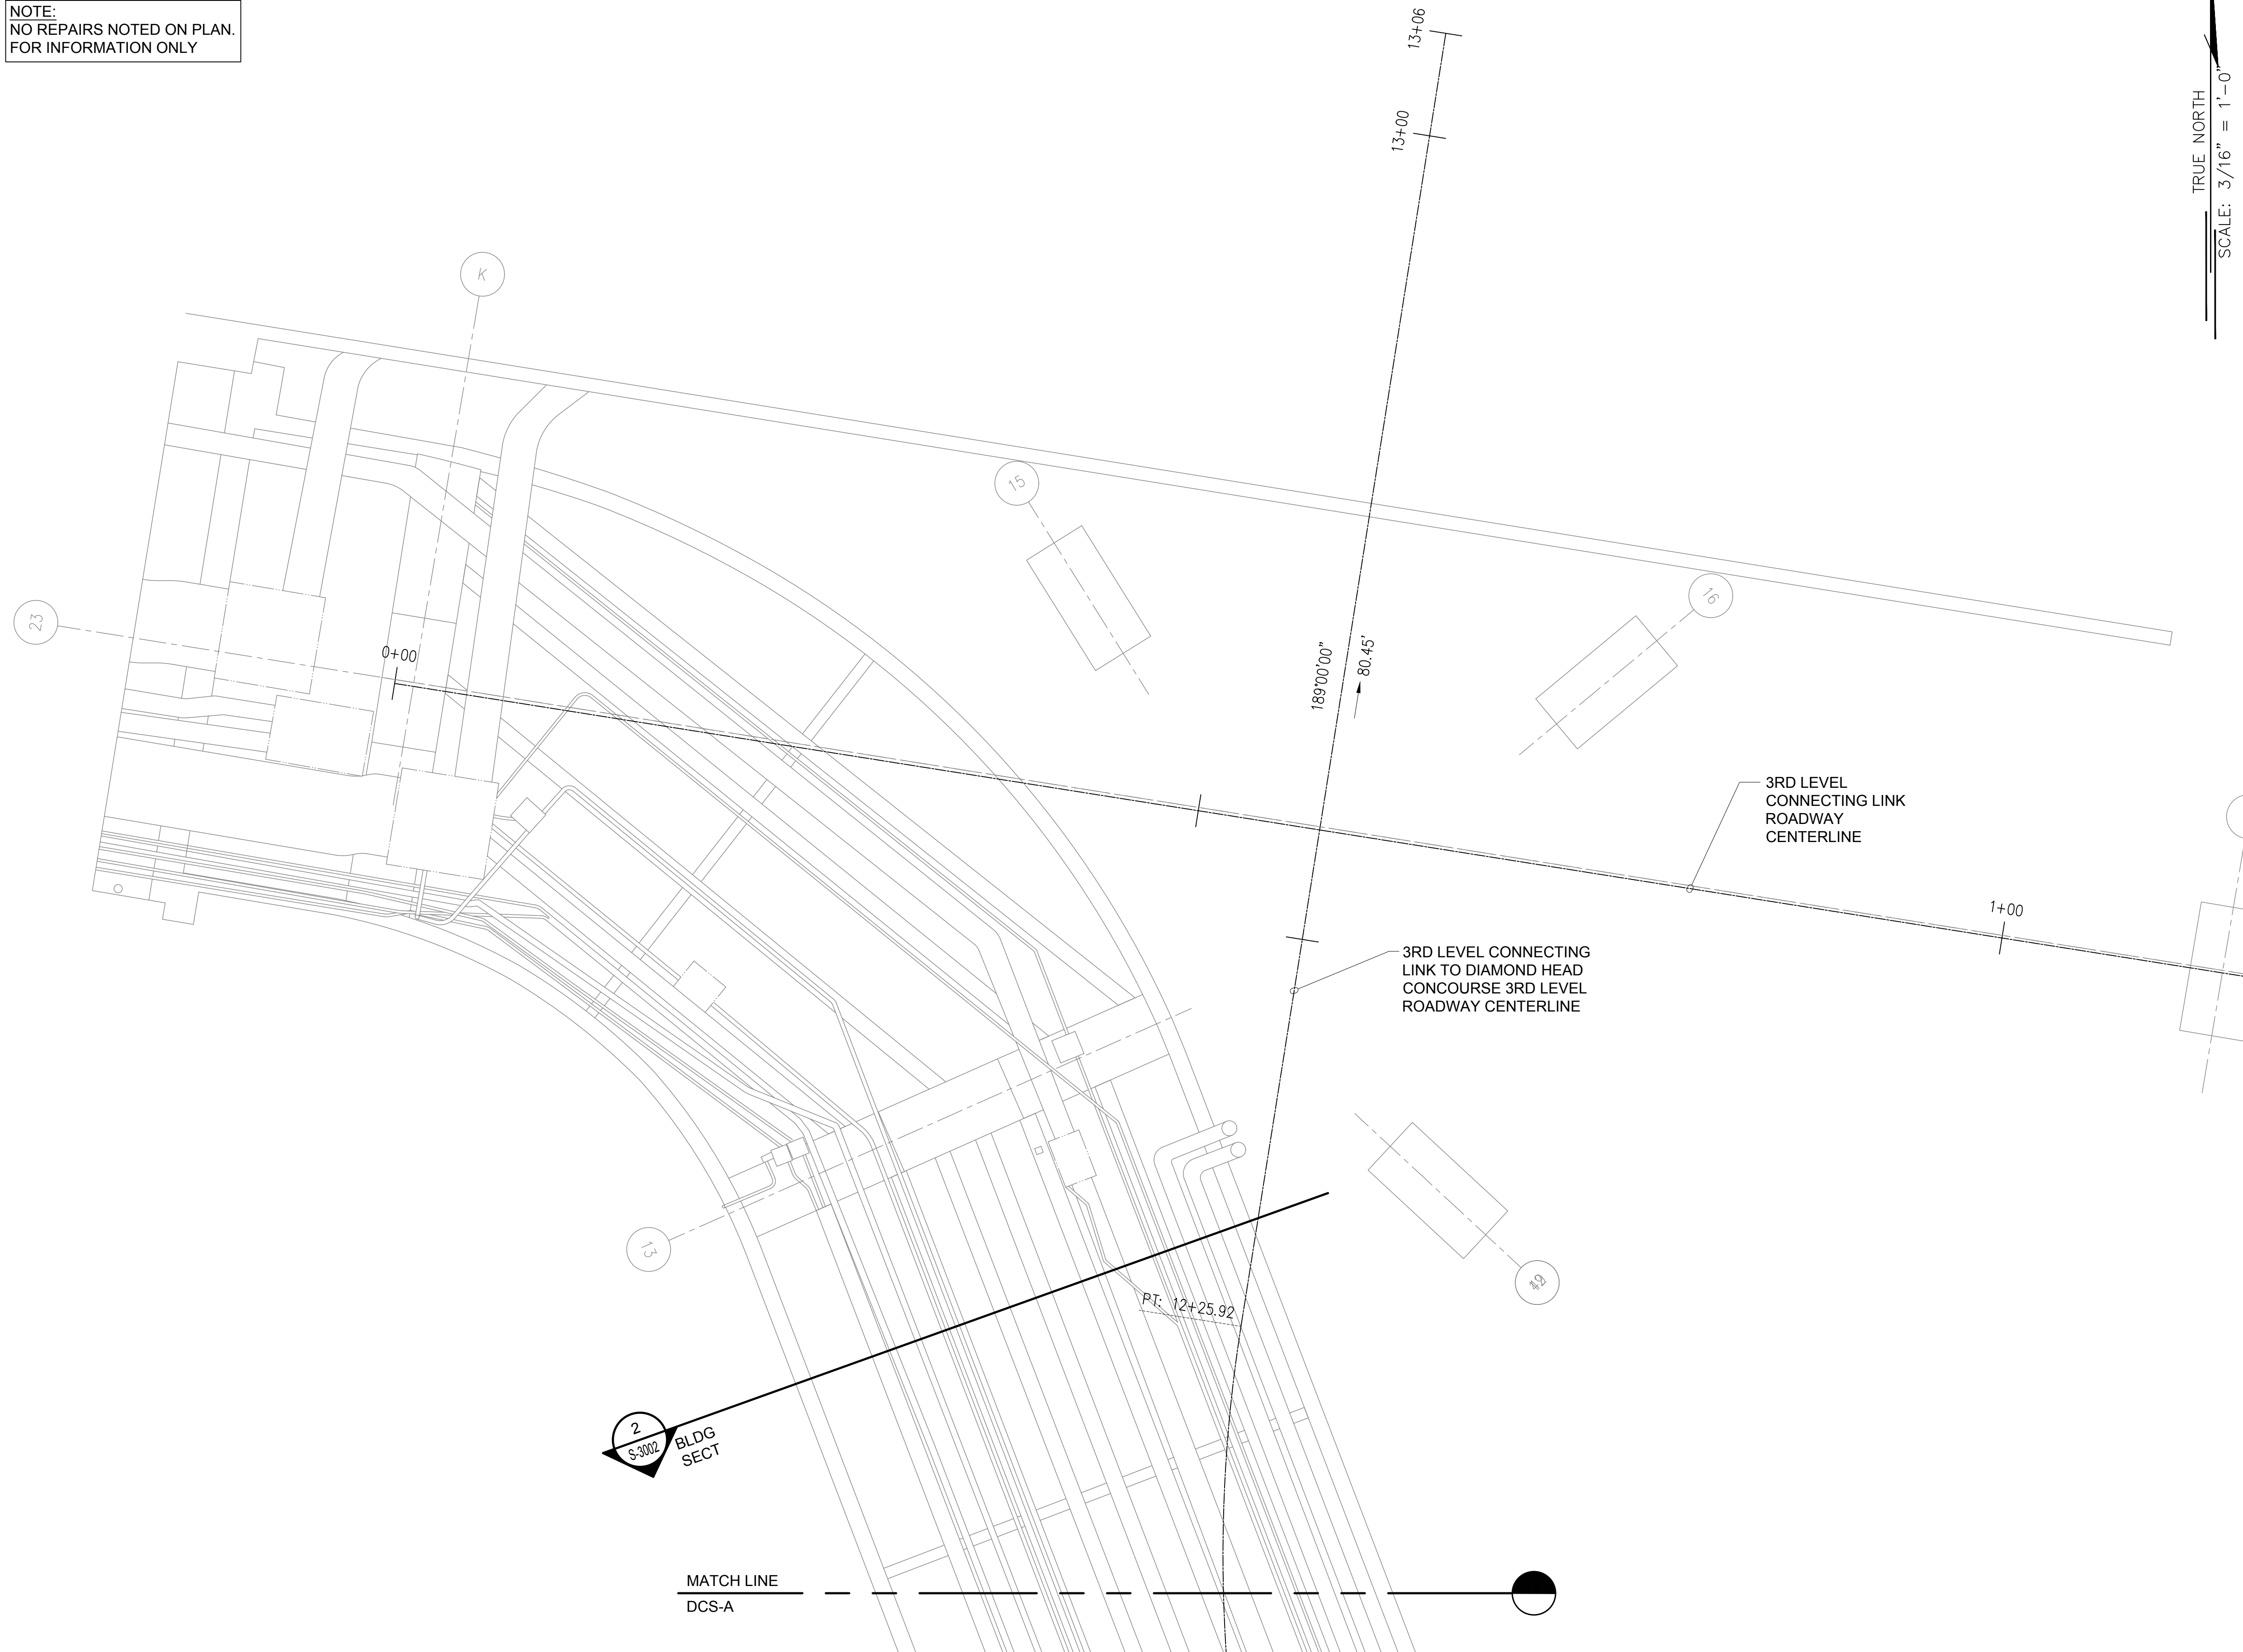 NOTE:
NO REPAIRS NOTED ON PLAN.
FOR INFORMATION ONLY
13+06
13+00
TRUE NORTH
SCALE: 3/16" = 1'-0"
K
15
16
23
0+00
189°00'00"
80.45'
3RD LEVEL
CONNECTING LINK
ROADWAY
CENTERLINE
1+00
3RD LEVEL CONNECTING
LINK TO DIAMOND HEAD
CONCOURSE 3RD LEVEL
ROADWAY CENTERLINE
13
PT: 12+25.92
2
S-3002
BLDG
SECT
MATCH LINE
DCS-A